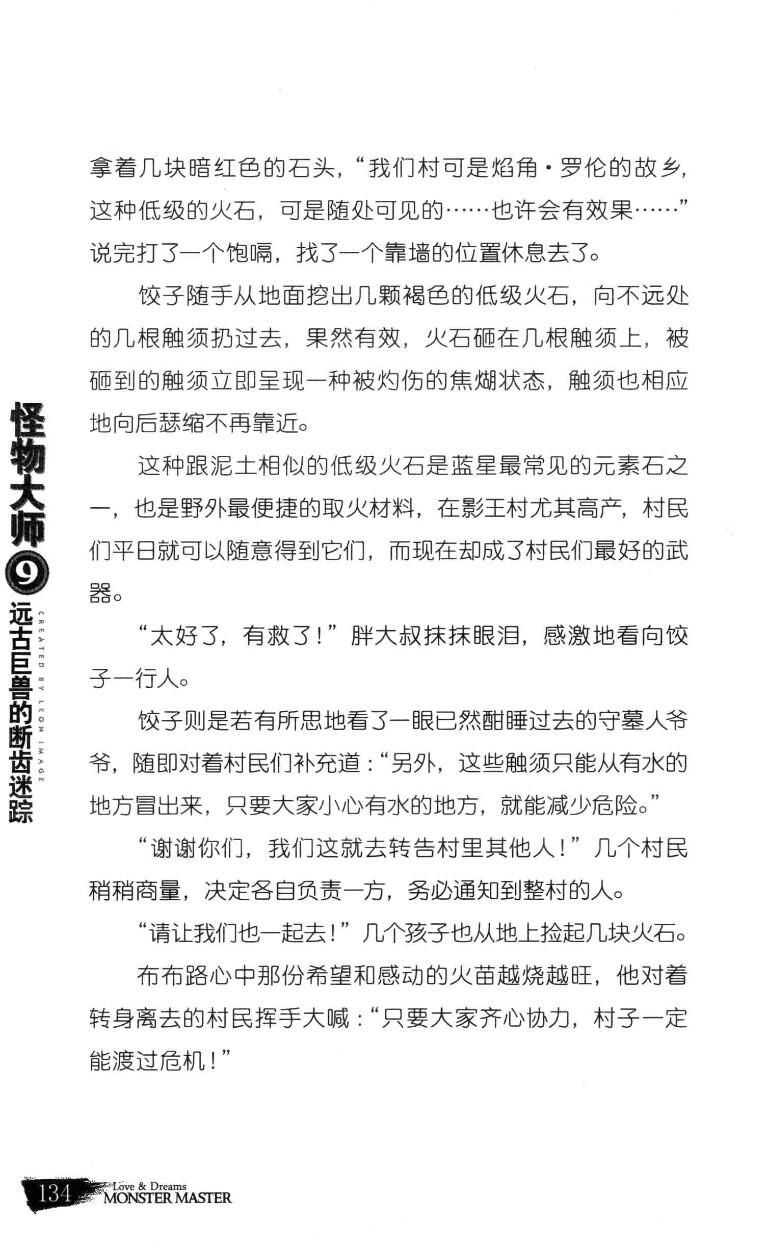 拿着几块暗红色的石头，“我们村可是焰角·罗伦的故乡，
这种低级的火石，可是随处可见的……也许会有效果……”
说完打了一个饱嗝，找了一个靠墙的位置休息去了。
饺子随手从地面挖出几颗褐色的低级火石，向不远处
的几根触须扔过去，果然有效，火石砸在几根触须上，被
砸到的触须立即呈现一种被灼伤的焦煳状态，触须也相应
地向后瑟缩不再靠近。
这种跟泥土相似的低级火石是蓝星最常见的元素石之
一，也是野外最便捷的取火材料，在影王村尤其高产，村民
们平日就可以随意得到它们，而现在却成了村民们最好的武
器。
“太好了，有救了！”胖大叔抹抹眼泪，感激地看向饺
子一行人。
饺子则是若有所思地看了一眼已然酣睡过去的守墓人爷
爷，随即对着村民们补充道：“另外，这些触须只能从有水的
地方冒出来，只要大家小心有水的地方，就能减少危险。”
“谢谢你们，我们这就去转告村里其他人！”几个村民
稍稍商量，决定各自负责一方，务必通知到整村的人。
“请让我们也一起去！”几个孩子也从地上捡起几块火石。
布布路心中那份希望和感动的火苗越烧越旺，他对着
转身离去的村民挥手大喊：“只要大家齐心协力，村子一定
能渡过危机！”
怪物大师
9
远古巨兽的断齿迷踪
CREATED BY LEON IMAGE
134
Love & Dreams
MONSTER MASTER